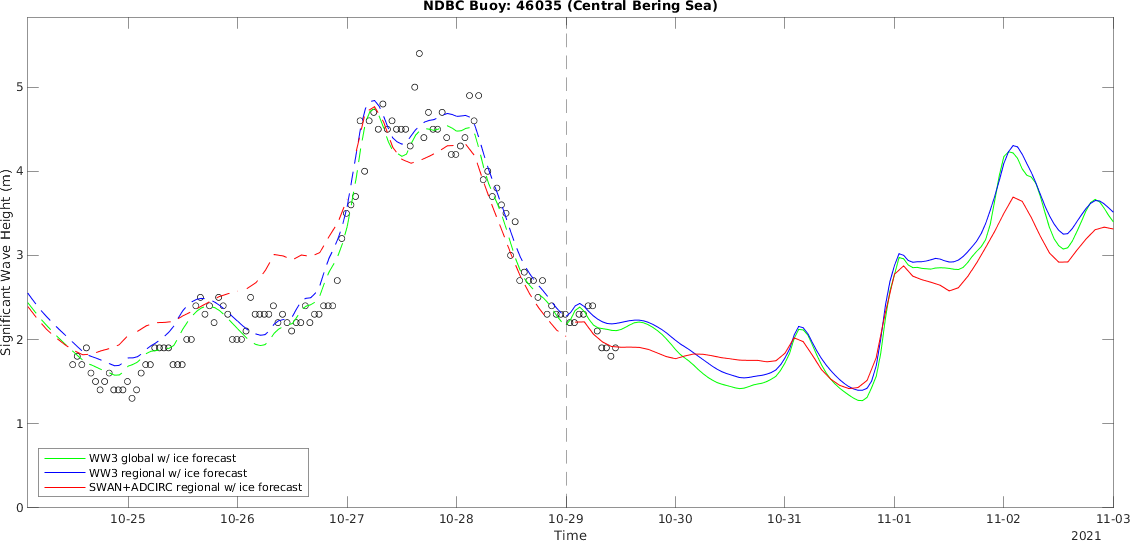 NDBC Buoy: 46035 (Central Bering Sea)
Significant Wave Height (m)
5
4
3
2
1
0
WW3 global w/ ice forecast
WW3 regional w/ ice forecast
SWAN+ADCIRC regional w/ ice forecast
10-25 10-26 10-27 10-28 10-29 10-30 10-31 11-01 11-02 11-03
Time
2021